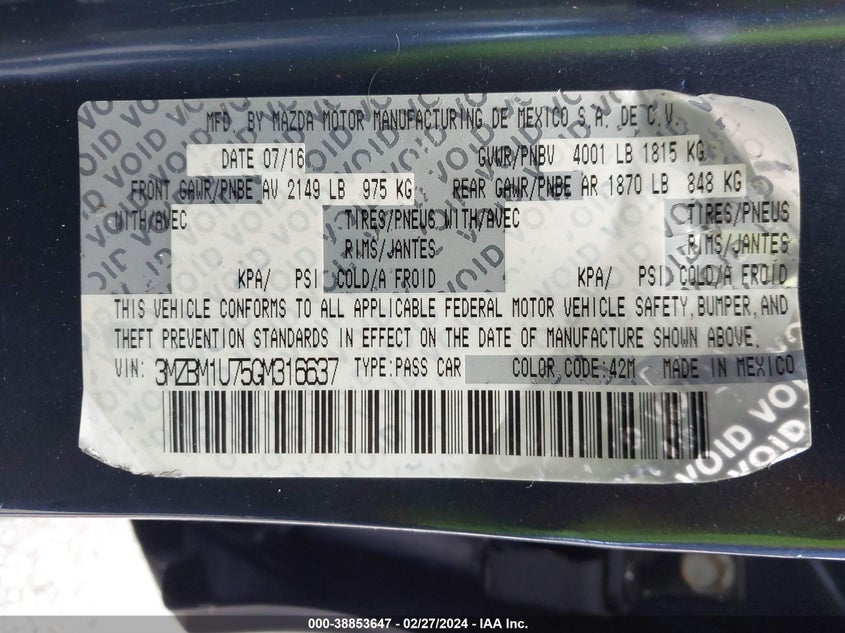 MFD. BY MAZDA MOTOR MANUFACTURING DE MEXICO S.A. DE C.V.
DATE 07/16 GVWR/PNBV 4001 LB 1815 KG
FRONT GAWR/PNBE AV 2149 LB 975 KG REAR GAWR/PNBE AR 1870 LB 848 KG
WITH/AVEC TIRES/PNEUS WITH/AVEC TIRES/PNEUS
RIMS/JANTES RIMS/JANTES
KPA/ PSI COLD/A FROID KPA/ PSI COLD/A FROID
THIS VEHICLE CONFORMS TO ALL APPLICABLE FEDERAL MOTOR VEHICLE SAFETY, BUMPER, AND
THEFT PREVENTION STANDARDS IN EFFECT ON THE DATE OF MANUFACTURE SHOWN ABOVE.
VIN: 3MZBM1U75GM316637 TYPE: PASS CAR COLOR CODE: 42M MADE IN MEXICO
VOID VOID VOID
000-38853647 - 02/27/2024 - IAA Inc.